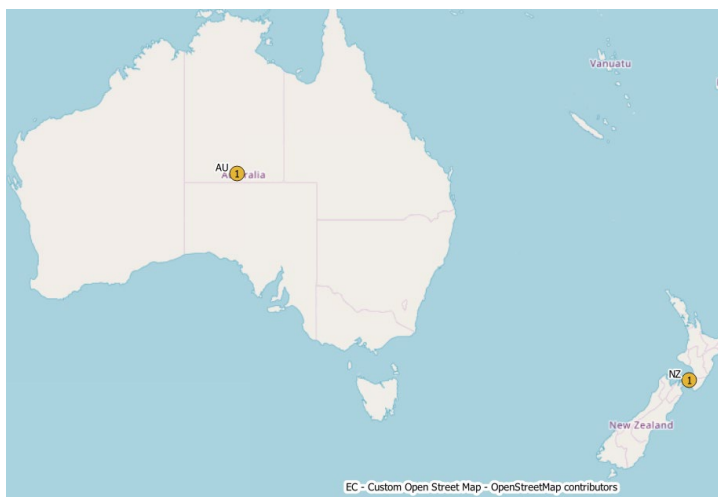 Vanuatu
AU 1
Australia
NZ 1
New Zealand
EC - Custom Open Street Map - OpenStreetMap contributors